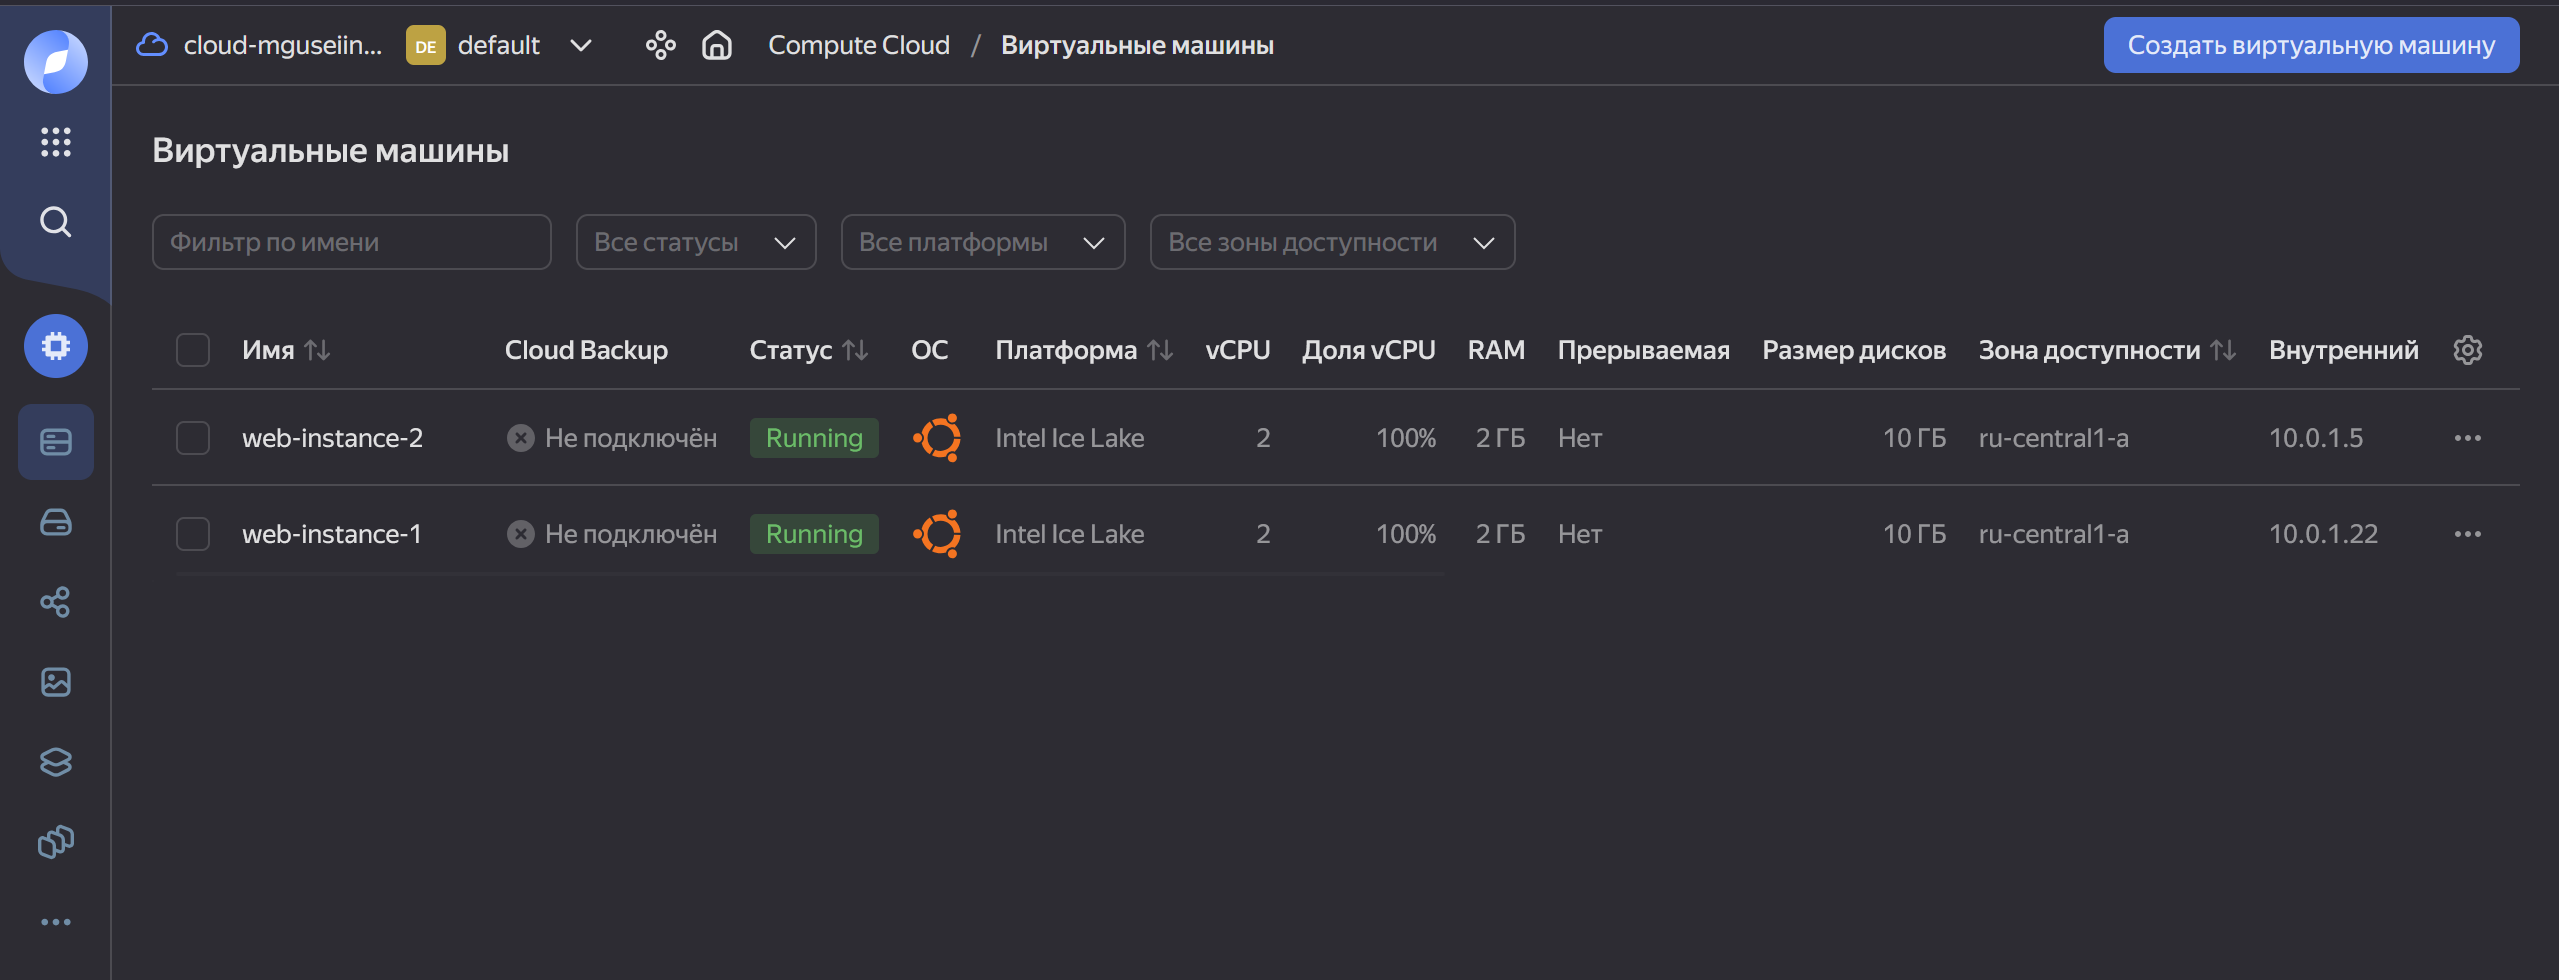 cloud-mguseiin... DE default Compute Cloud / Виртуальные машины Создать виртуальную машину
Виртуальные машины
Фильтр по имени Все статусы Все платформы Все зоны доступности
Имя Cloud Backup Статус ОС Платформа vCPU Доля vCPU RAM Прерываемая Размер дисков Зона доступности Внутренний
web-instance-2 Не подключён Running Intel Ice Lake 2 100% 2 ГБ Нет 10 ГБ ru-central1-a 10.0.1.5
web-instance-1 Не подключён Running Intel Ice Lake 2 100% 2 ГБ Нет 10 ГБ ru-central1-a 10.0.1.22